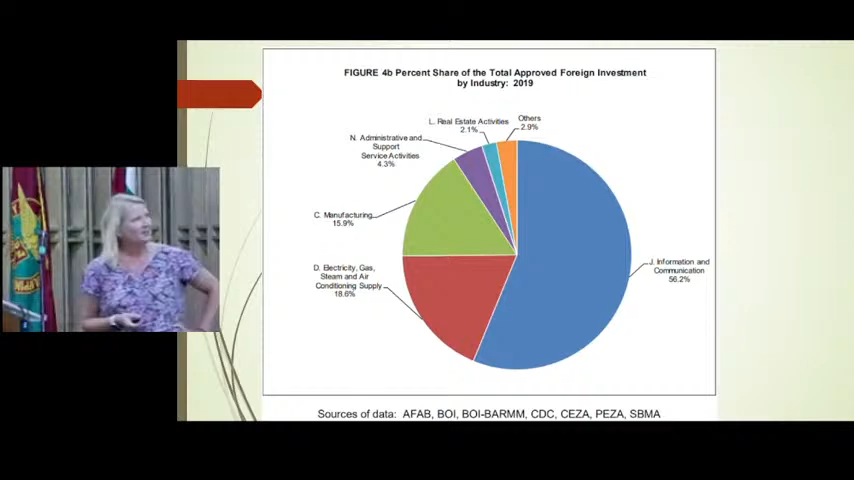 FIGURE 4b Percent Share of the Total Approved Foreign Investment
by Industry: 2019
L. Real Estate Activities
2.1%
Others
2.9%
N. Administrative and
Support
Service Activities
4.3%
C. Manufacturing
15.9%
D. Electricity, Gas,
Steam and Air
Conditioning Supply
18.6%
J. Information and
Communication
56.2%
Sources of data: AFAB, BOI, BOI-BARMM, CDC, CEZA, PEZA, SBMA